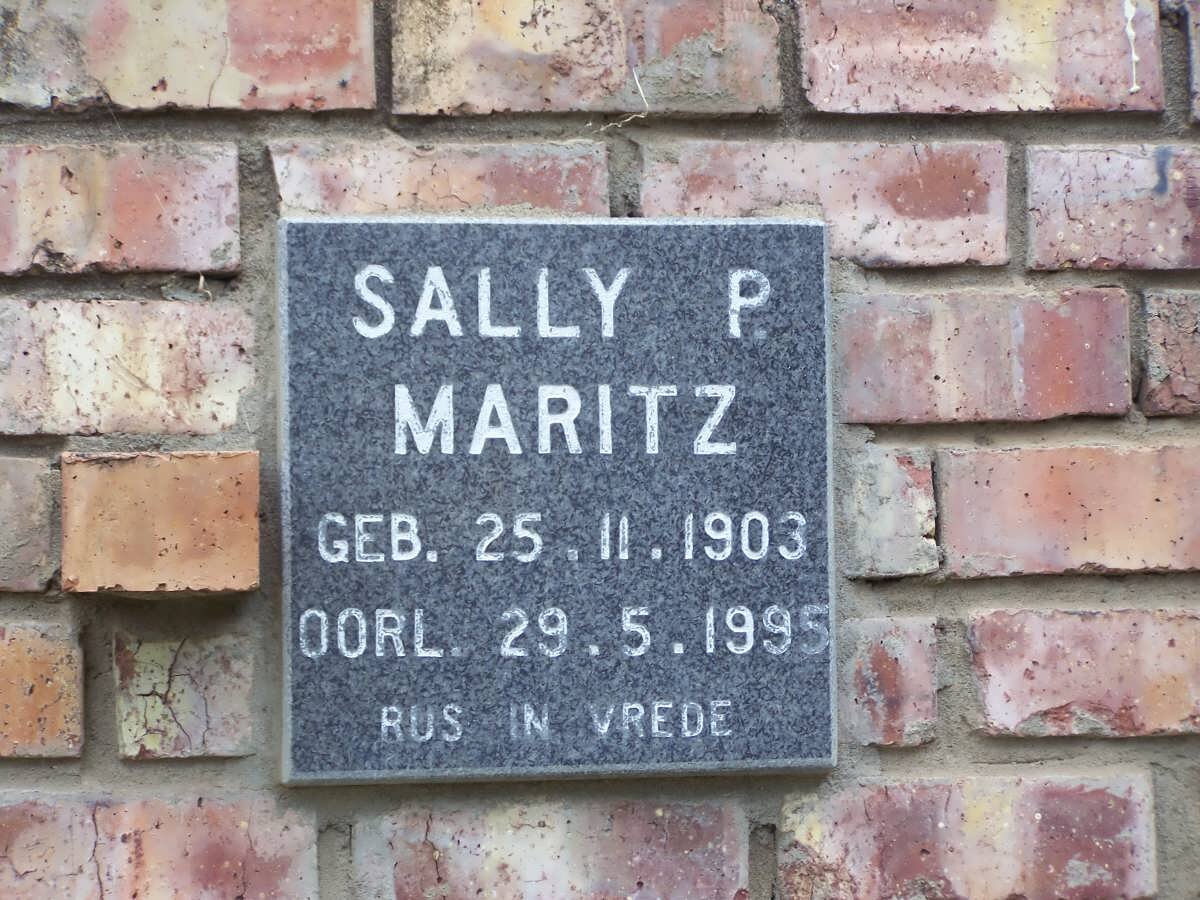 SALLY P.
MARITZ
GEB. 25.11.1903
OORL. 29.5.1995
RUS IN VREDE